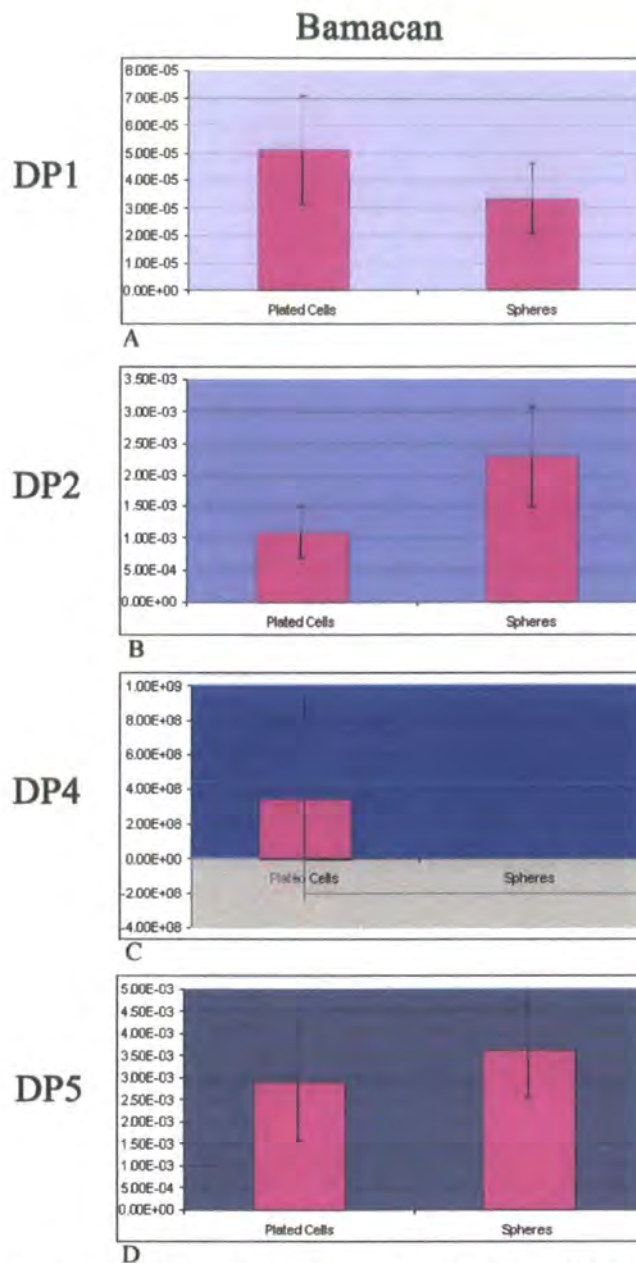 Bamacan
DP1
8.00E-05
7.00E-05
6.00E-05
5.00E-05
4.00E-05
3.00E-05
2.00E-05
1.00E-05
0.00E+00
Plated Cells Spheres
A
DP2
3.50E-03
3.00E-03
2.50E-03
2.00E-03
1.50E-03
1.00E-03
5.00E-04
0.00E+00
Plated Cells Spheres
B
DP4
1.00E+09
8.00E+08
6.00E+08
4.00E+08
2.00E+08
0.00E+00
-2.00E+08
-4.00E+08
Plated Cells Spheres
C
DP5
5.00E-03
4.50E-03
4.00E-03
3.50E-03
3.00E-03
2.50E-03
2.00E-03
1.50E-03
1.00E-03
5.00E-04
0.00E+00
Plated Cells Spheres
D